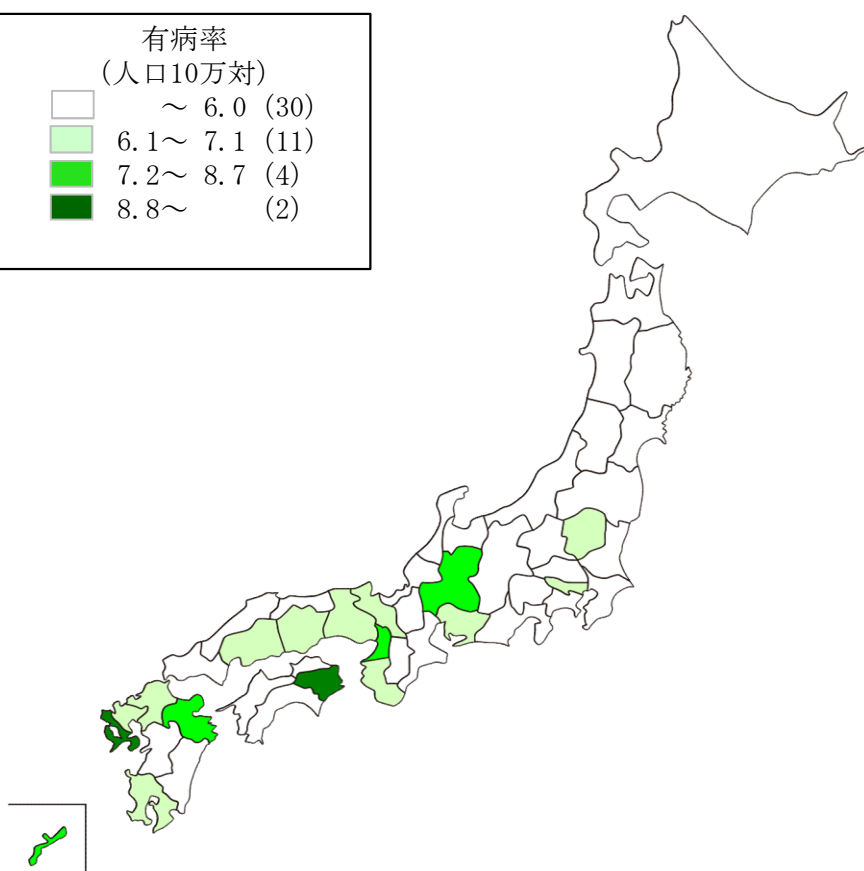 有病率
(人口10万対)
～ 6.0 (30)
6.1～ 7.1 (11)
7.2～ 8.7 (4)
8.8～ (2)